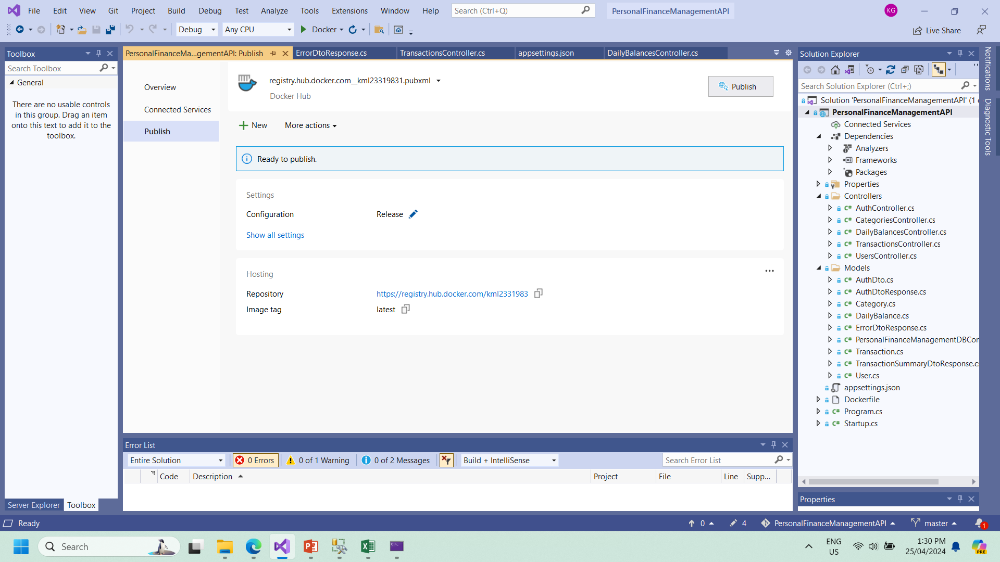 File Edit View Git Project Build Debug Test Analyze Tools Extensions Window Help Search (Ctrl+Q) PersonalFinanceManagementAPI KG
Debug Any CPU Docker Live Share
Toolbox
Search Toolbox
General
There are no usable controls
in this group. Drag an item
onto this text to add it to the
toolbox.
Server Explorer Toolbox
PersonalFinanceMa...gementAPI: Publish ErrorDtoResponse.cs TransactionsController.cs appsettings.json DailyBalancesController.cs
Overview
Connected Services
Publish
registry.hub.docker.com__kml23319831.pubxml
Docker Hub
Publish
New More actions
Ready to publish.
Settings
Configuration Release
Show all settings
Hosting
Repository https://registry.hub.docker.com/kml2331983
Image tag latest
Error List
Entire Solution 0 Errors 0 of 1 Warning 0 of 2 Messages Build + IntelliSense Search Error List
Code Description Project File Line Supp...
Solution Explorer
Search Solution Explorer (Ctrl+;)
Solution 'PersonalFinanceManagementAPI' (1 
PersonalFinanceManagementAPI
Connected Services
Dependencies
Analyzers
Frameworks
Packages
Properties
Controllers
C# AuthController.cs
C# CategoriesController.cs
C# DailyBalancesController.cs
C# TransactionsController.cs
C# UsersController.cs
Models
C# AuthDto.cs
C# AuthDtoResponse.cs
C# Category.cs
C# DailyBalance.cs
C# ErrorDtoResponse.cs
C# PersonalFinanceManagementDBCon
C# Transaction.cs
C# TransactionSummaryDtoResponse.cs
C# User.cs
appsettings.json
Dockerfile
C# Program.cs
C# Startup.cs
Properties
Notifications
Diagnostic Tools
Ready 0 4 PersonalFinanceManagementAPI master 1
Search
ENG
US
1:30 PM
25/04/2024
PRE